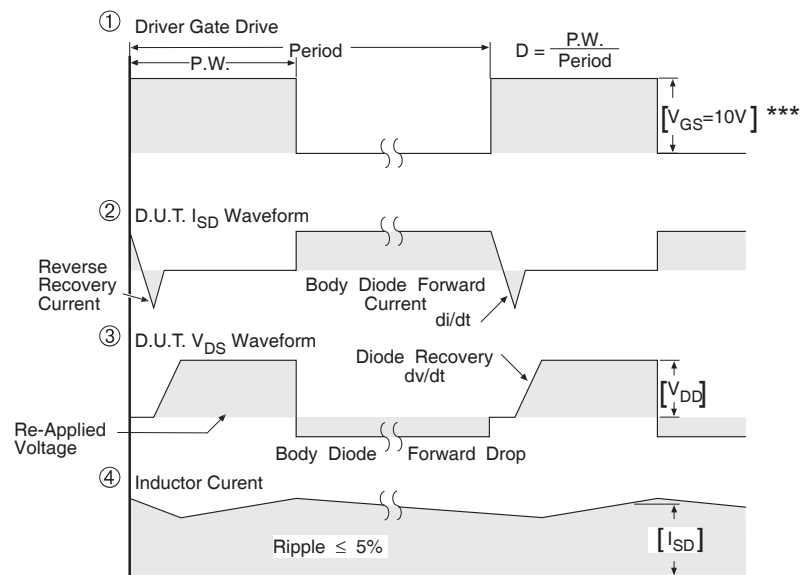 ① Driver Gate Drive
Period
P.W.
D = P.W.
Period
[V_GS=10V] ***
② D.U.T. I_SD Waveform
Reverse
Recovery
Current
Body Diode Forward
Current
di/dt
③ D.U.T. V_DS Waveform
Diode Recovery
dv/dt
[V_DD]
Re-Applied
Voltage
Body Diode Forward Drop
④ Inductor Curent
Ripple ≤ 5%
[I_SD]